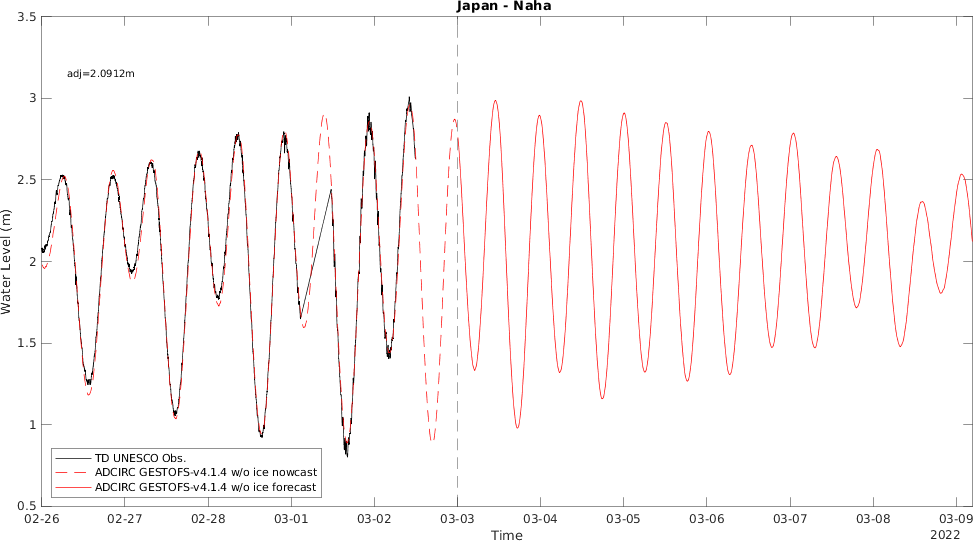 Japan - Naha
3.5
adj=2.0912m
3
2.5
2
1.5
1
0.5
Water Level (m)
TD UNESCO Obs.
ADCIRC GESTOFS-v4.1.4 w/o ice nowcast
ADCIRC GESTOFS-v4.1.4 w/o ice forecast
02-26 02-27 02-28 03-01 03-02 03-03 03-04 03-05 03-06 03-07 03-08 03-09
Time
2022